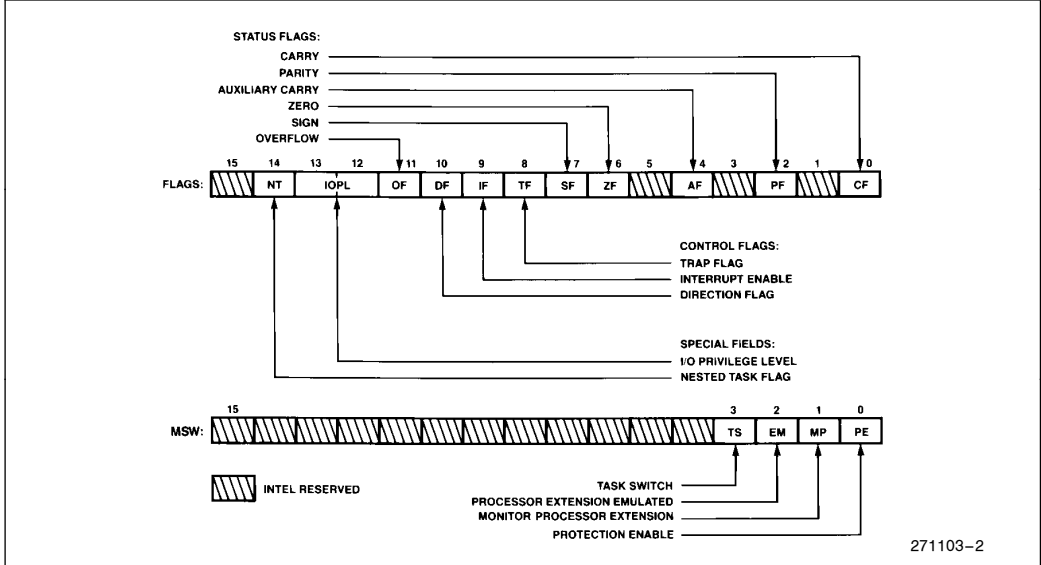 STATUS FLAGS:
CARRY
PARITY
AUXILIARY CARRY
ZERO
SIGN
OVERFLOW
15 14 13 12 11 10 9 8 7 6 5 4 3 2 1 0
FLAGS: NT IOPL OF DF IF TF SF ZF AF PF CF
CONTROL FLAGS:
TRAP FLAG
INTERRUPT ENABLE
DIRECTION FLAG
SPECIAL FIELDS:
I/O PRIVILEGE LEVEL
NESTED TASK FLAG
15 3 2 1 0
MSW: TS EM MP PE
INTEL RESERVED
TASK SWITCH
PROCESSOR EXTENSION EMULATED
MONITOR PROCESSOR EXTENSION
PROTECTION ENABLE
271103–2